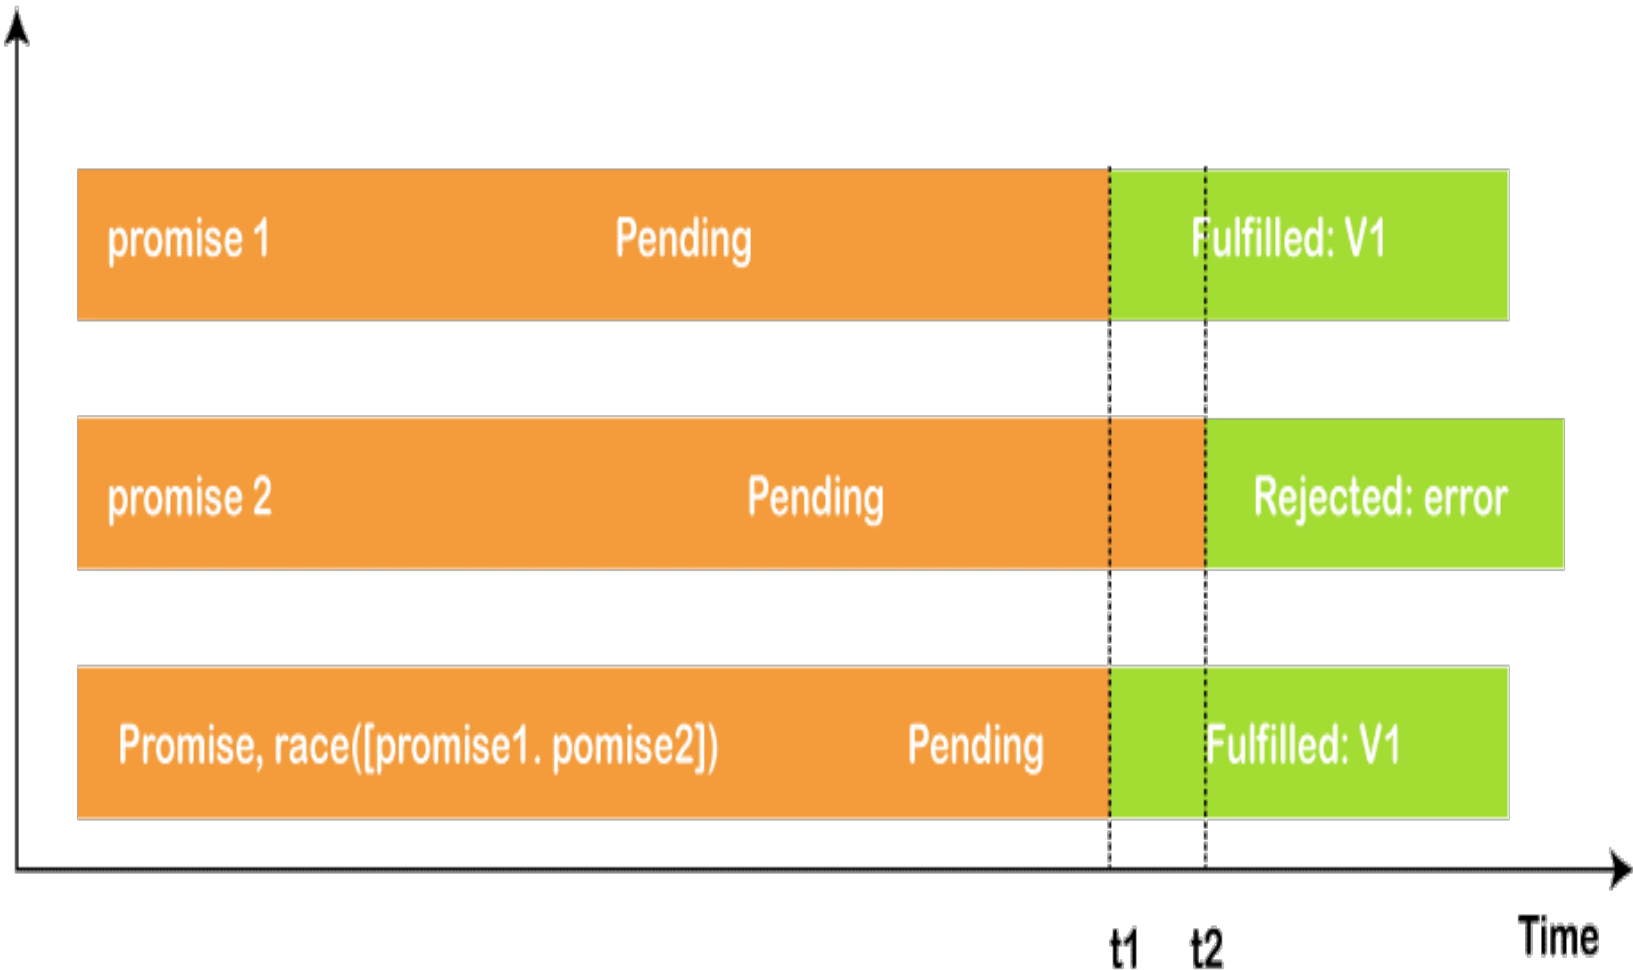 promise 1 Pending Fulfilled: V1
promise 2 Pending Rejected: error
Promise, race([promise1. pomise2]) Pending Fulfilled: V1
t1 t2 Time